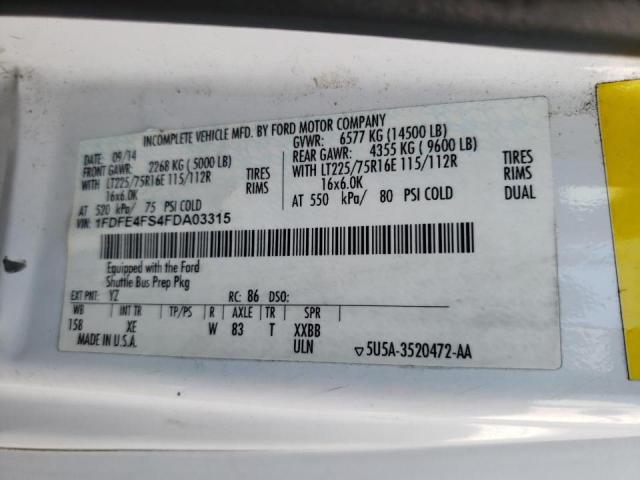 INCOMPLETE VEHICLE MFD. BY FORD MOTOR COMPANY
DATE: 09/14 GVWR: 6577 KG (14500 LB)
FRONT GAWR: 2268 KG (5000 LB) REAR GAWR: 4355 KG (9600 LB)
WITH LT225/75R16E 115/112R TIRES WITH LT225/75R16E 115/112R TIRES
16x6.0K RIMS 16x6.0K RIMS
AT 520 kPa/ 75 PSI COLD AT 550 kPa/ 80 PSI COLD DUAL
VIN: 1FDFE4FS4FDA03315
Equipped with the Ford
Shuttle Bus Prep Pkg
EXT PNT: YZ RC: 86 DSO:
WB INT TR TP/PS R AXLE TR SPR
158 XE W 83 T XXBB
MADE IN U.S.A. ULN ▽5U5A-3520472-AA